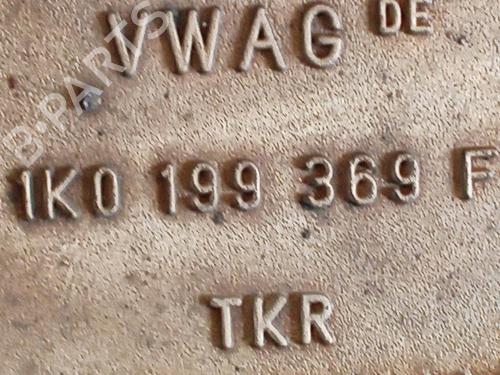 VWAG DE
1K0 199 369 F
TKR
B-PARTS